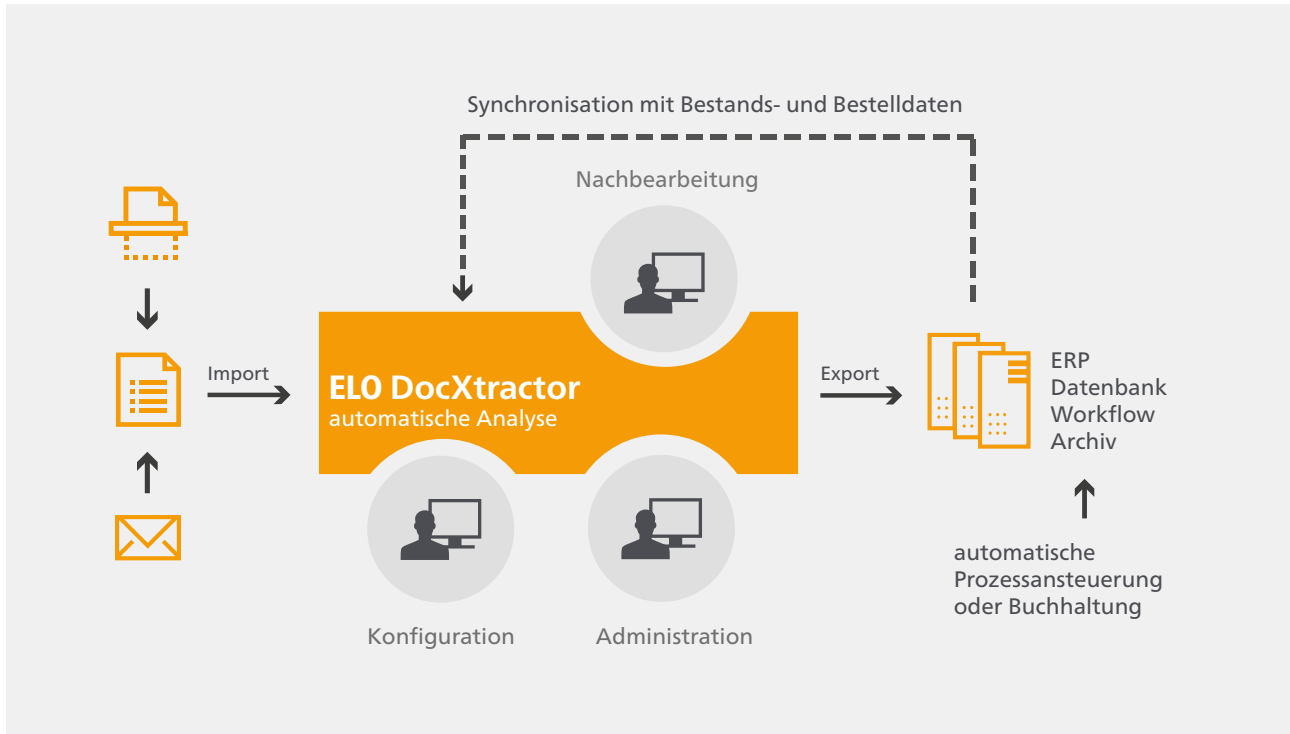 Synchronisation mit Bestands- und Bestelldaten
Nachbearbeitung
Import
ELO DocXtractor
automatische Analyse
Export
ERP
Datenbank
Workflow
Archiv
automatische
Prozessansteuerung
oder Buchhaltung
Konfiguration
Administration